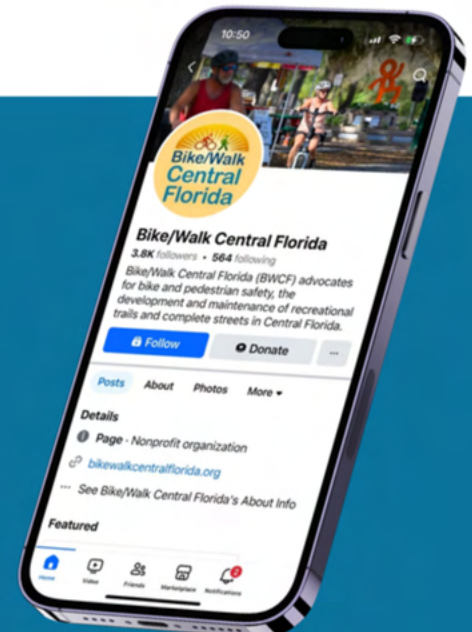 10:50
Bike/Walk
Central
Florida
Bike/Walk Central Florida
3.8K followers • 564 following
Bike/Walk Central Florida (BWCF) advocates
for bike and pedestrian safety, the
development and maintenance of recreational
trails and complete streets in Central Florida.
Follow
Donate
Posts About Photos More
Details
Page · Nonprofit organization
bikewalkcentralflorida.org
See Bike/Walk Central Florida's About Info
Featured
Home Video Friends Marketplace Notifications
2